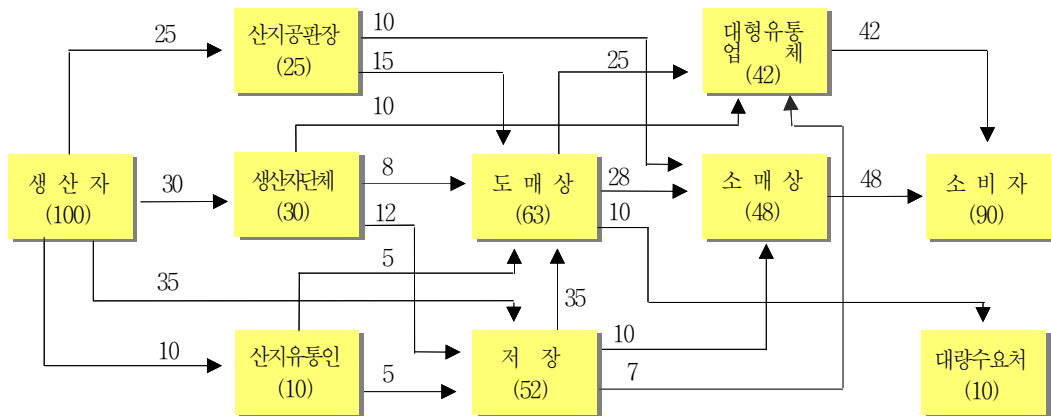 25
산지공판장
(25)
10
15
25
대형유통
업 체
(42)
42
10
생 산 자
(100)
30
생산자단체
(30)
8
12
도 매 상
(63)
28
10
소 매 상
(48)
48
소 비 자
(90)
5
35
35
10
산지유통인
(10)
5
저 장
(52)
10
7
대량수요처
(10)